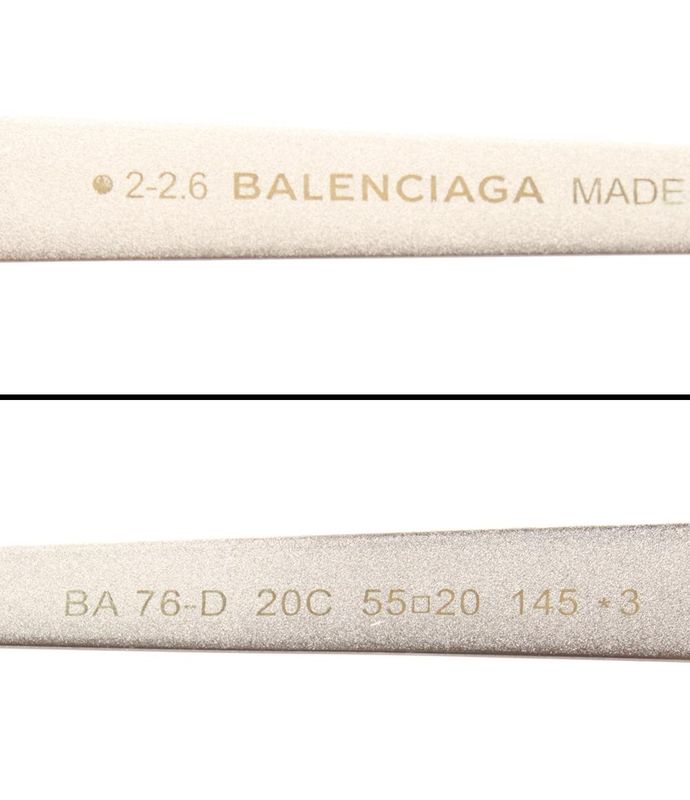 2-2.6 BALENCIAGA MADE
BA 76-D 20C 55□20 145 *3